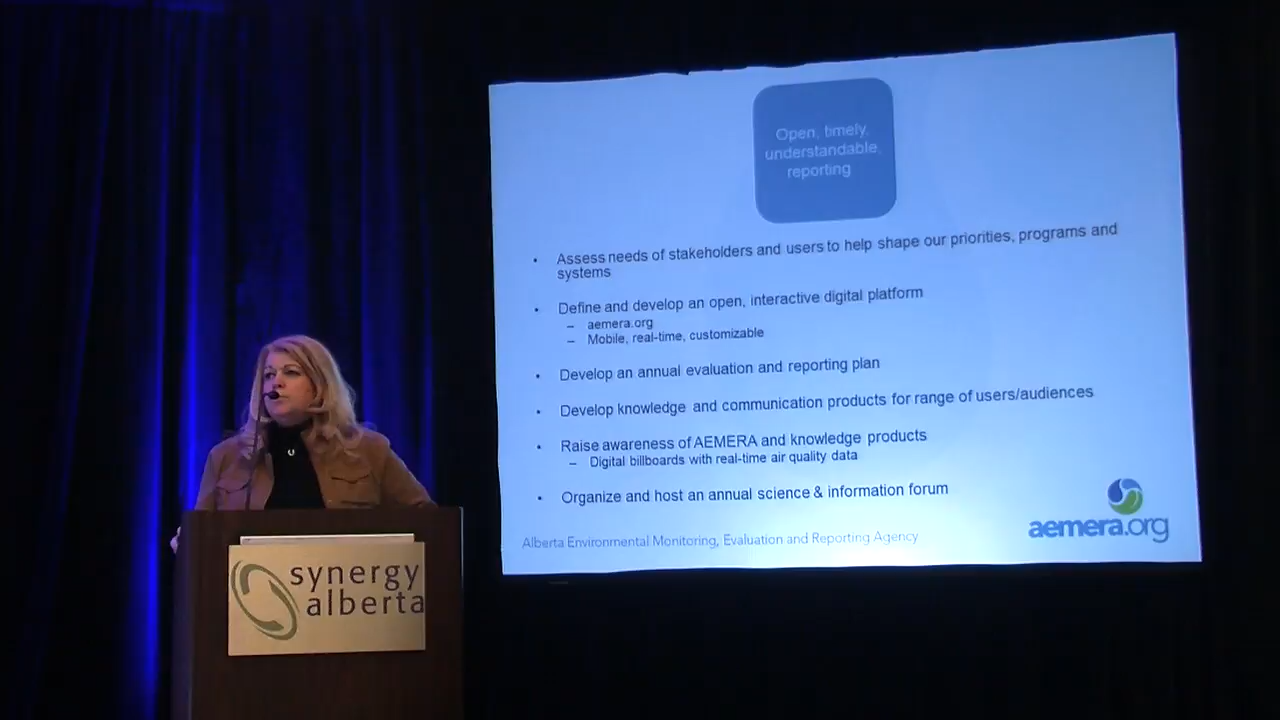 Open, timely,
understandable,
reporting
• Assess needs of stakeholders and users to help shape our priorities, programs and
systems
• Define and develop an open, interactive digital platform
– aemera.org
– Mobile, real-time, customizable
• Develop an annual evaluation and reporting plan
• Develop knowledge and communication products for range of users/audiences
• Raise awareness of AEMERA and knowledge products
– Digital billboards with real-time air quality data
• Organize and host an annual science & information forum
Alberta Environmental Monitoring, Evaluation and Reporting Agency
aemera.org
synergy
alberta